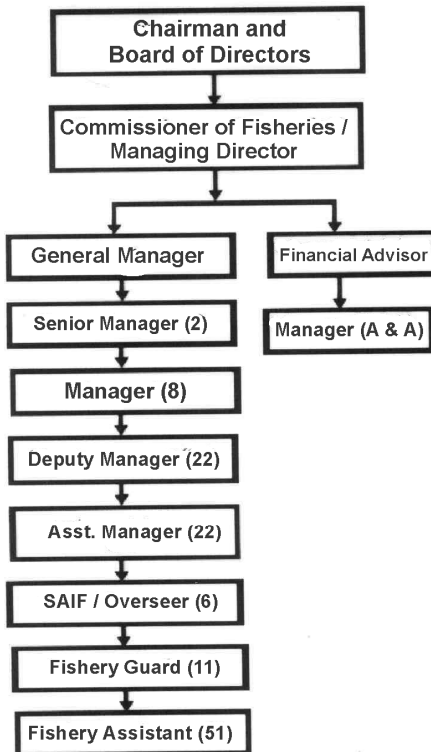 Chairman and
Board of Directors
Commissioner of Fisheries /
Managing Director
General Manager
Financial Advisor
Senior Manager (2)
Manager (A & A)
Manager (8)
Deputy Manager (22)
Asst. Manager (22)
SAIF / Overseer (6)
Fishery Guard (11)
Fishery Assistant (51)